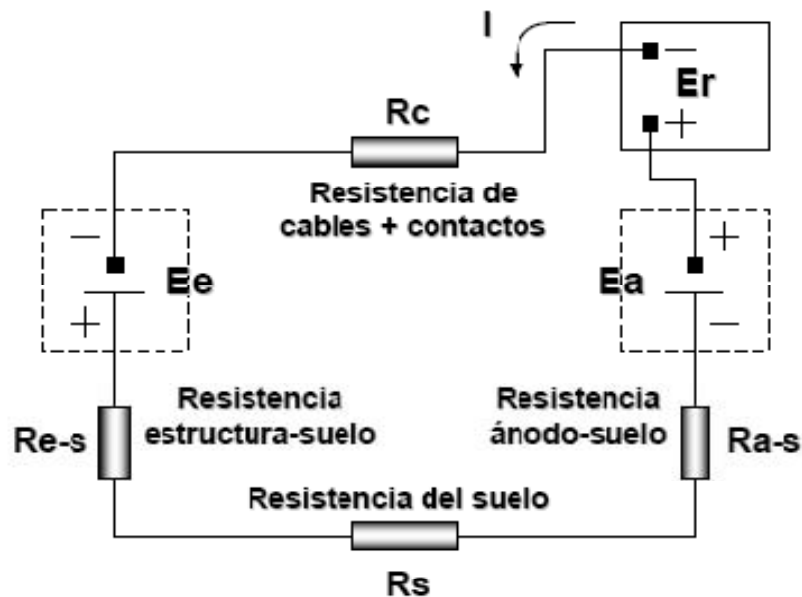 I
−
Er
+
Rc
Resistencia de
cables + contactos
−
Ee
+
+
Ea
−
Resistencia
estructura-suelo
Re-s
Resistencia
ánodo-suelo
Ra-s
Resistencia del suelo
Rs